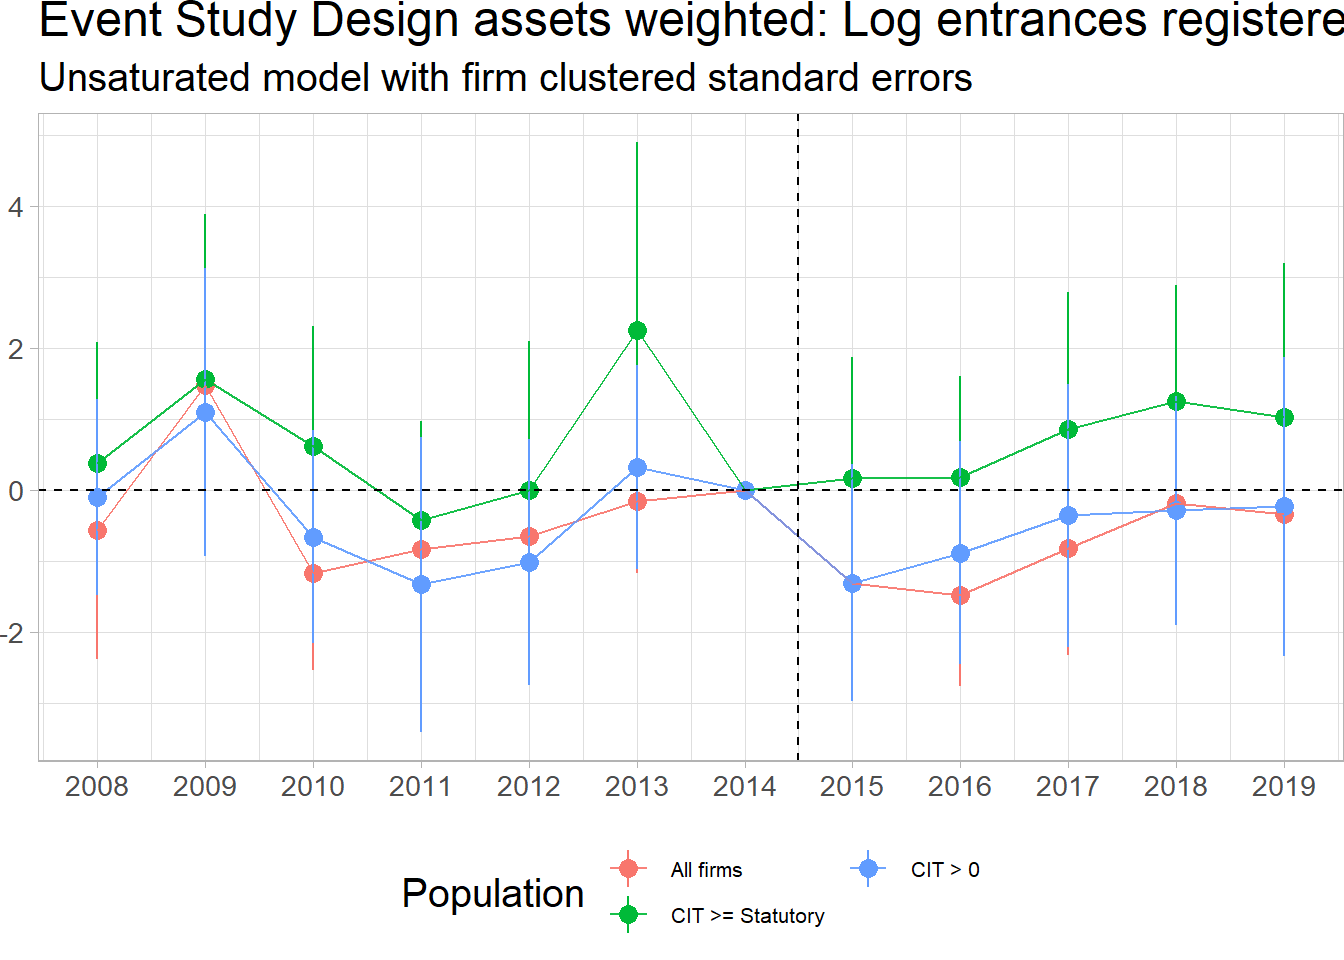 Event Study Design assets weighted: Log entrances registere
Unsaturated model with firm clustered standard errors
4
2
0
-2
2008 2009 2010 2011 2012 2013 2014 2015 2016 2017 2018 2019
Population
All firms
CIT > 0
CIT >= Statutory